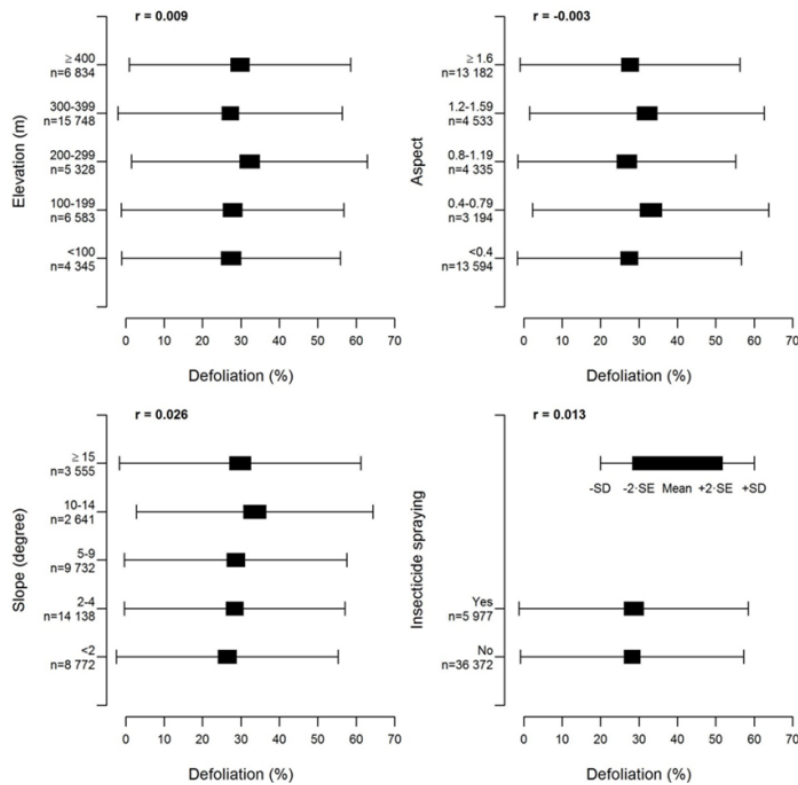 r = 0.009
Elevation (m)
≥ 400
n=6 834
300-399
n=15 748
200-299
n=5 328
100-199
n=6 583
<100
n=4 345
0 10 20 30 40 50 60 70
Defoliation (%)
r = -0.003
Aspect
≥ 1.6
n=13 182
1.2-1.59
n=4 533
0.8-1.19
n=4 335
0.4-0.79
n=3 194
<0.4
n=13 594
0 10 20 30 40 50 60 70
Defoliation (%)
r = 0.026
Slope (degree)
≥ 15
n=3 555
10-14
n=2 641
5-9
n=9 732
2-4
n=14 138
<2
n=8 772
0 10 20 30 40 50 60 70
Defoliation (%)
r = 0.013
Insecticide spraying
-SD -2·SE Mean +2·SE +SD
Yes
n=5 977
No
n=36 372
0 10 20 30 40 50 60 70
Defoliation (%)